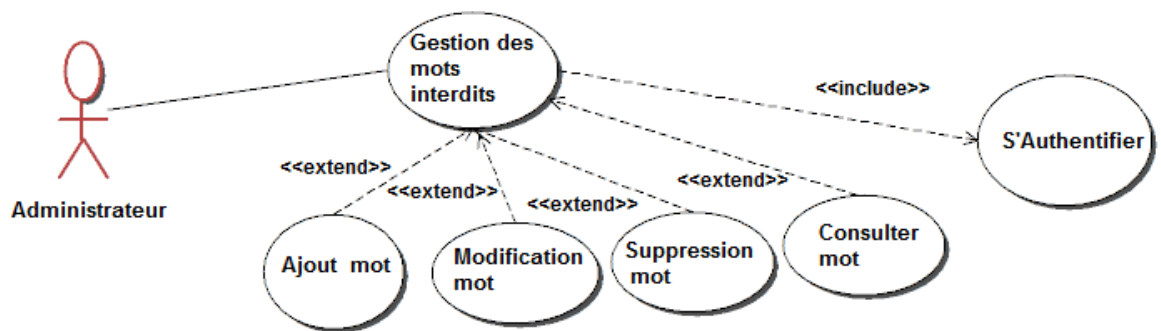 Gestion des
mots
interdits
<<include>>
S'Authentifier
<<extend>>
<<extend>>
<<extend>>
<<extend>>
Administrateur
Ajout mot
Modification
mot
Suppression
mot
Consulter
mot